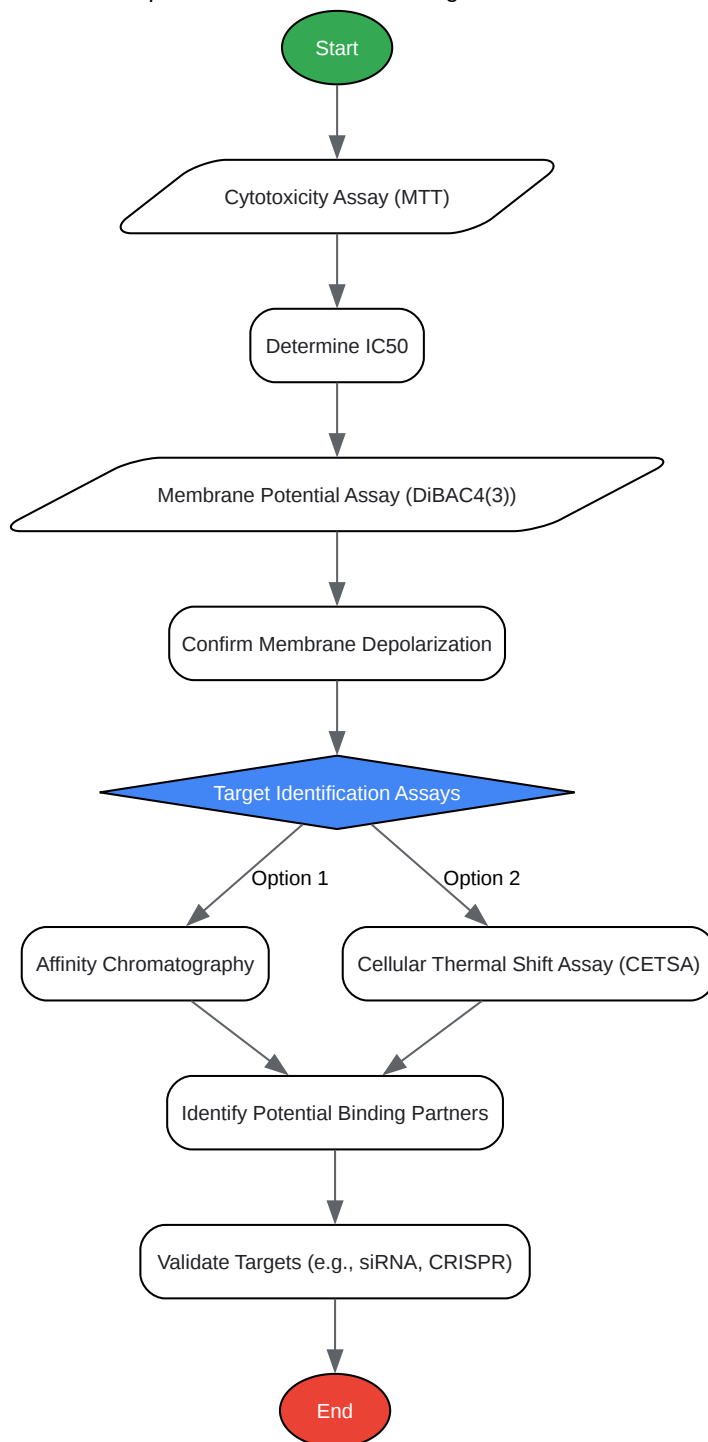 Start
Cytotoxicity Assay (MTT)
Determine IC50
Membrane Potential Assay (DiBAC4(3))
Confirm Membrane Depolarization
Target Identification Assays
Option 1
Option 2
Affinity Chromatography
Cellular Thermal Shift Assay (CETSA)
Identify Potential Binding Partners
Validate Targets (e.g., siRNA, CRISPR)
End